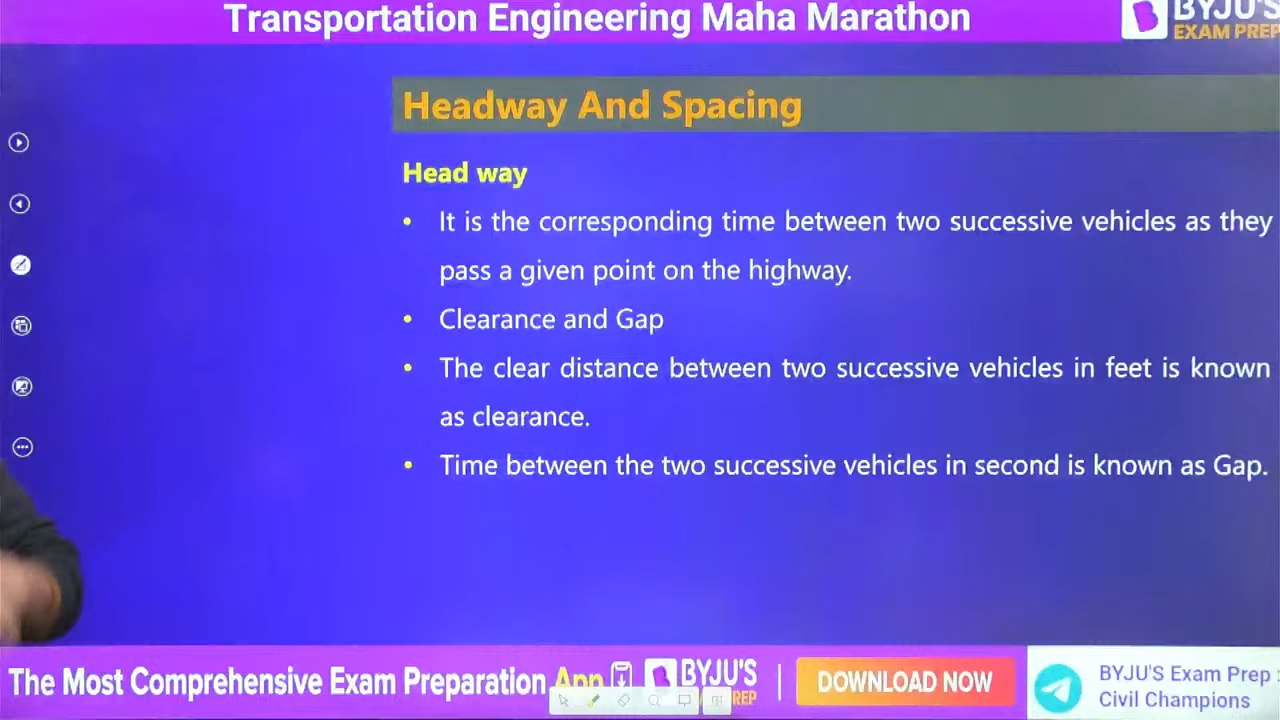 Transportation Engineering Maha Marathon
BYJU'S
EXAM PREP
Headway And Spacing
Head way
• It is the corresponding time between two successive vehicles as they
pass a given point on the highway.
• Clearance and Gap
• The clear distance between two successive vehicles in feet is known
as clearance.
• Time between the two successive vehicles in second is known as Gap.
The Most Comprehensive Exam Preparation App
BYJU'S
DOWNLOAD NOW
BYJU'S Exam Prep :
Civil Champions